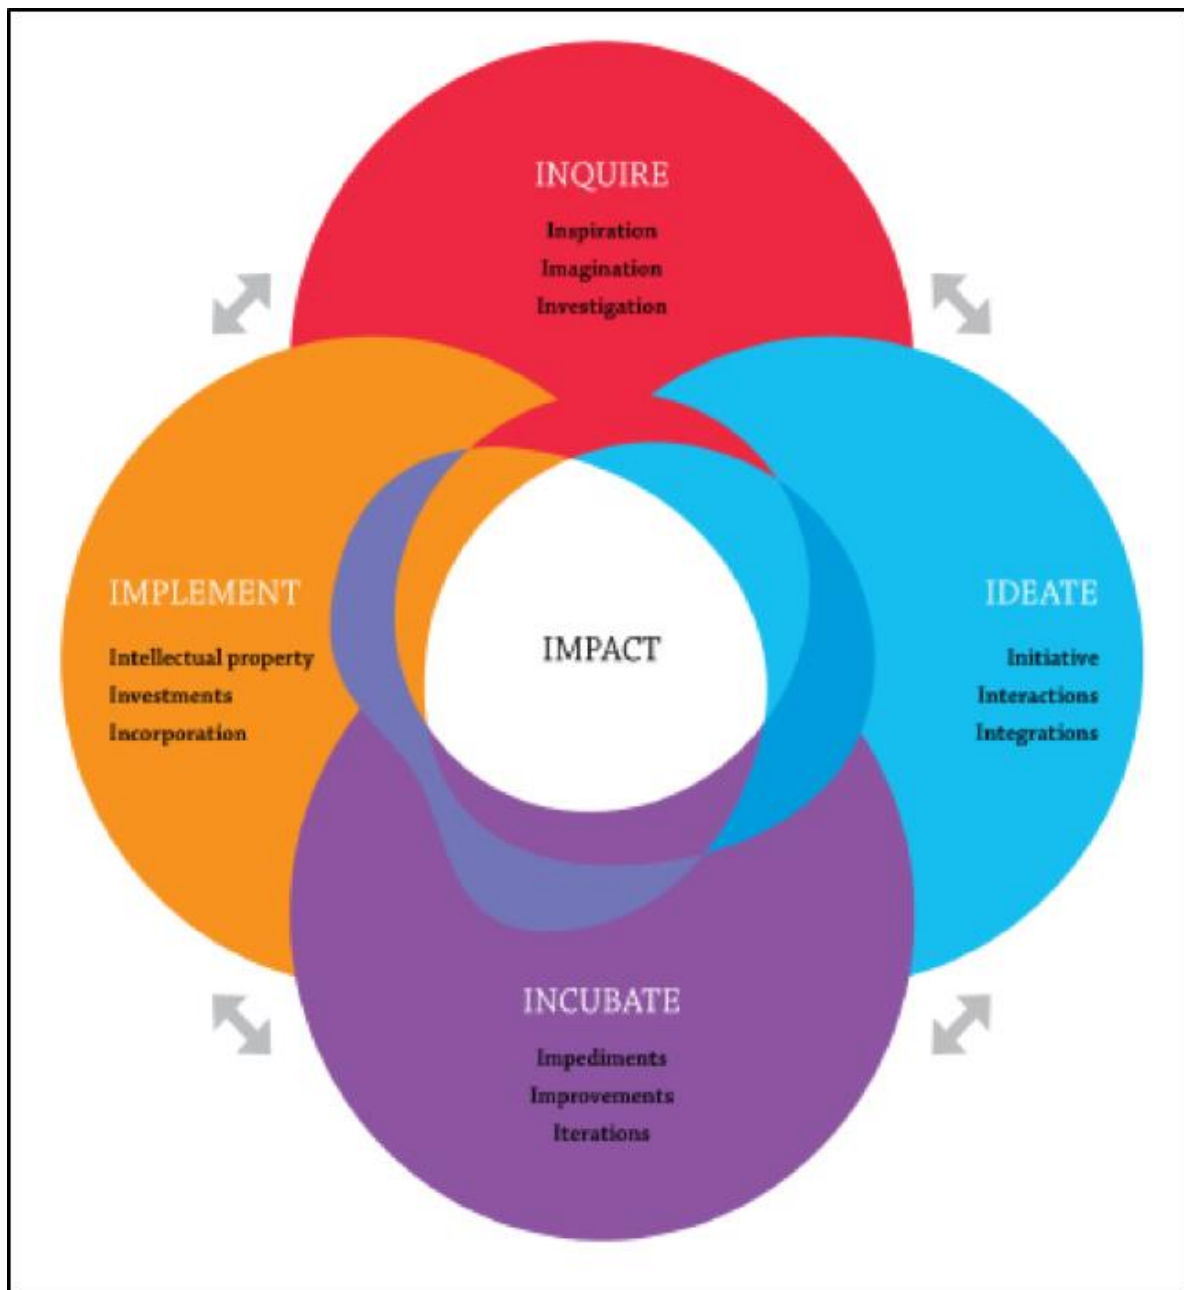 INQUIRE
Inspiration
Imagination
Investigation
IMPLEMENT
Intellectual property
Investments
Incorporation
IMPACT
IDEATE
Initiative
Interactions
Integrations
INCUBATE
Impediments
Improvements
Iterations